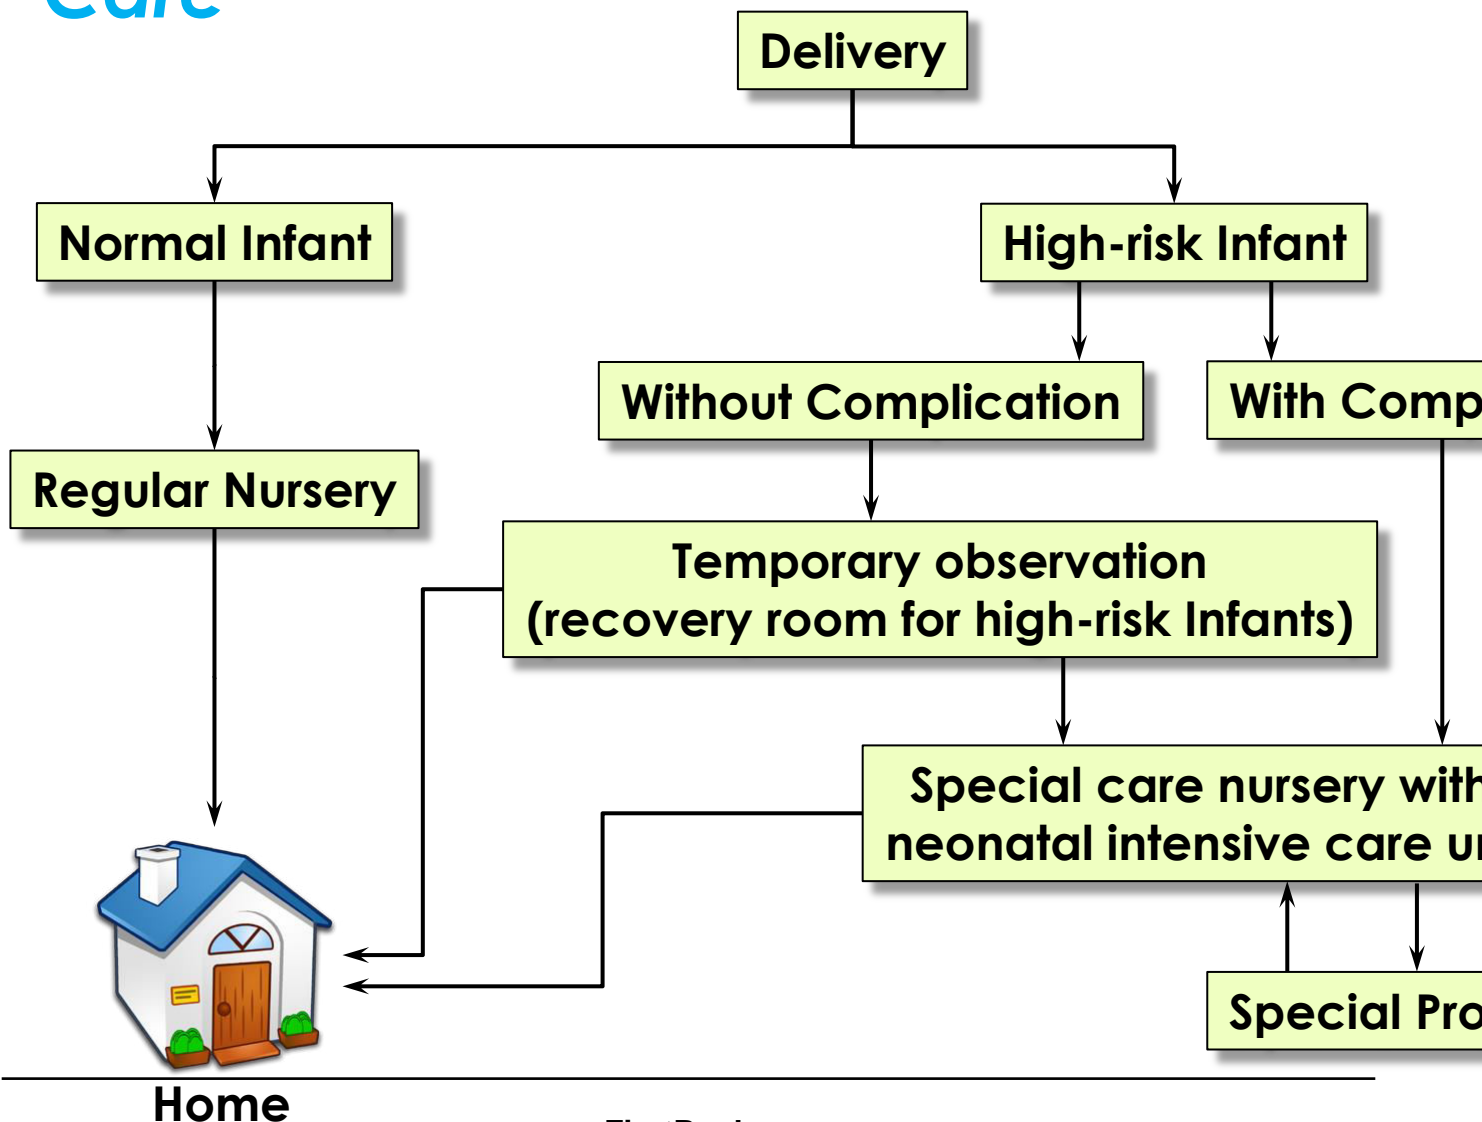 Care
Delivery
Normal Infant
High-risk Infant
Without Complication
With Comp
Regular Nursery
Temporary observation
(recovery room for high-risk Infants)
Special care nursery with
neonatal intensive care
Special Pro
Home